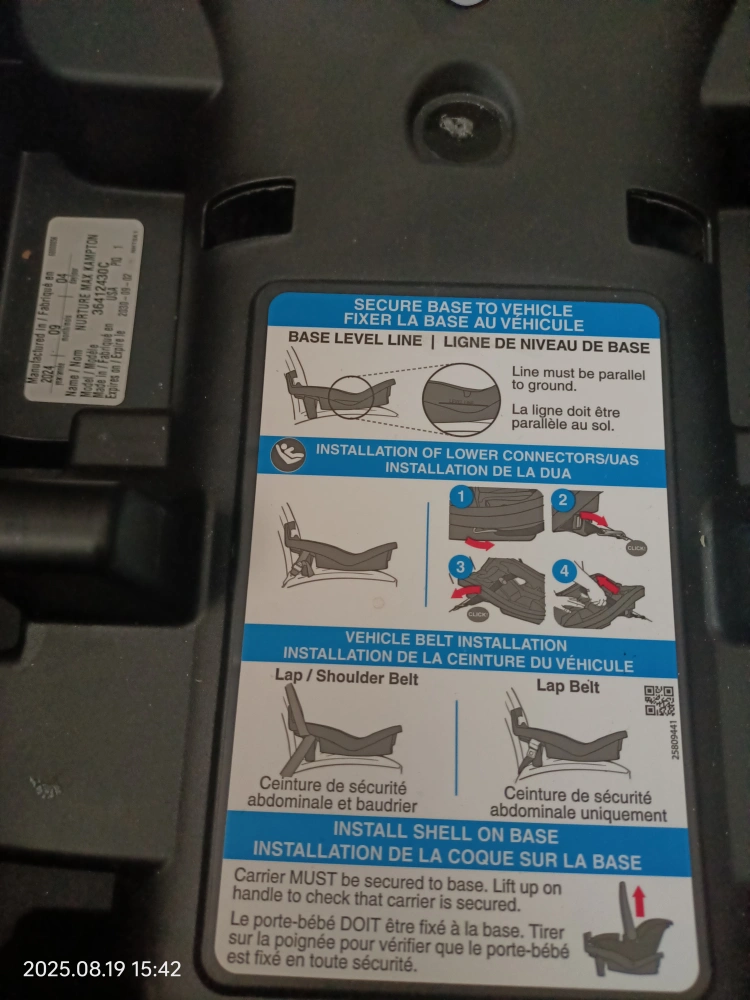 Manufactured in / Fabriqué en
2024 09 04
Name / Nom NURTURE MAX KAMPTON
Model / Modèle 36412430C
Made in / Fabriqué en USA PO 1
Expires on / Expire le
SECURE BASE TO VEHICLE
FIXER LA BASE AU VÉHICULE
BASE LEVEL LINE | LIGNE DE NIVEAU DE BASE
Line must be parallel
to ground.
La ligne doit être
parallèle au sol.
INSTALLATION OF LOWER CONNECTORS/UAS
INSTALLATION DE LA DUA
1
2
CLICK!
3
CLICK!
4
VEHICLE BELT INSTALLATION
INSTALLATION DE LA CEINTURE DU VÉHICULE
Lap / Shoulder Belt
Lap Belt
25809441
Ceinture de sécurité
abdominale et baudrier
Ceinture de sécurité
abdominale uniquement
INSTALL SHELL ON BASE
INSTALLATION DE LA COQUE SUR LA BASE
Carrier MUST be secured to base. Lift up on
handle to check that carrier is secured.
Le porte-bébé DOIT être fixé à la base. Tirer
sur la poignée pour vérifier que le porte-bébé
est fixé en toute sécurité.
2025.08.19 15:42